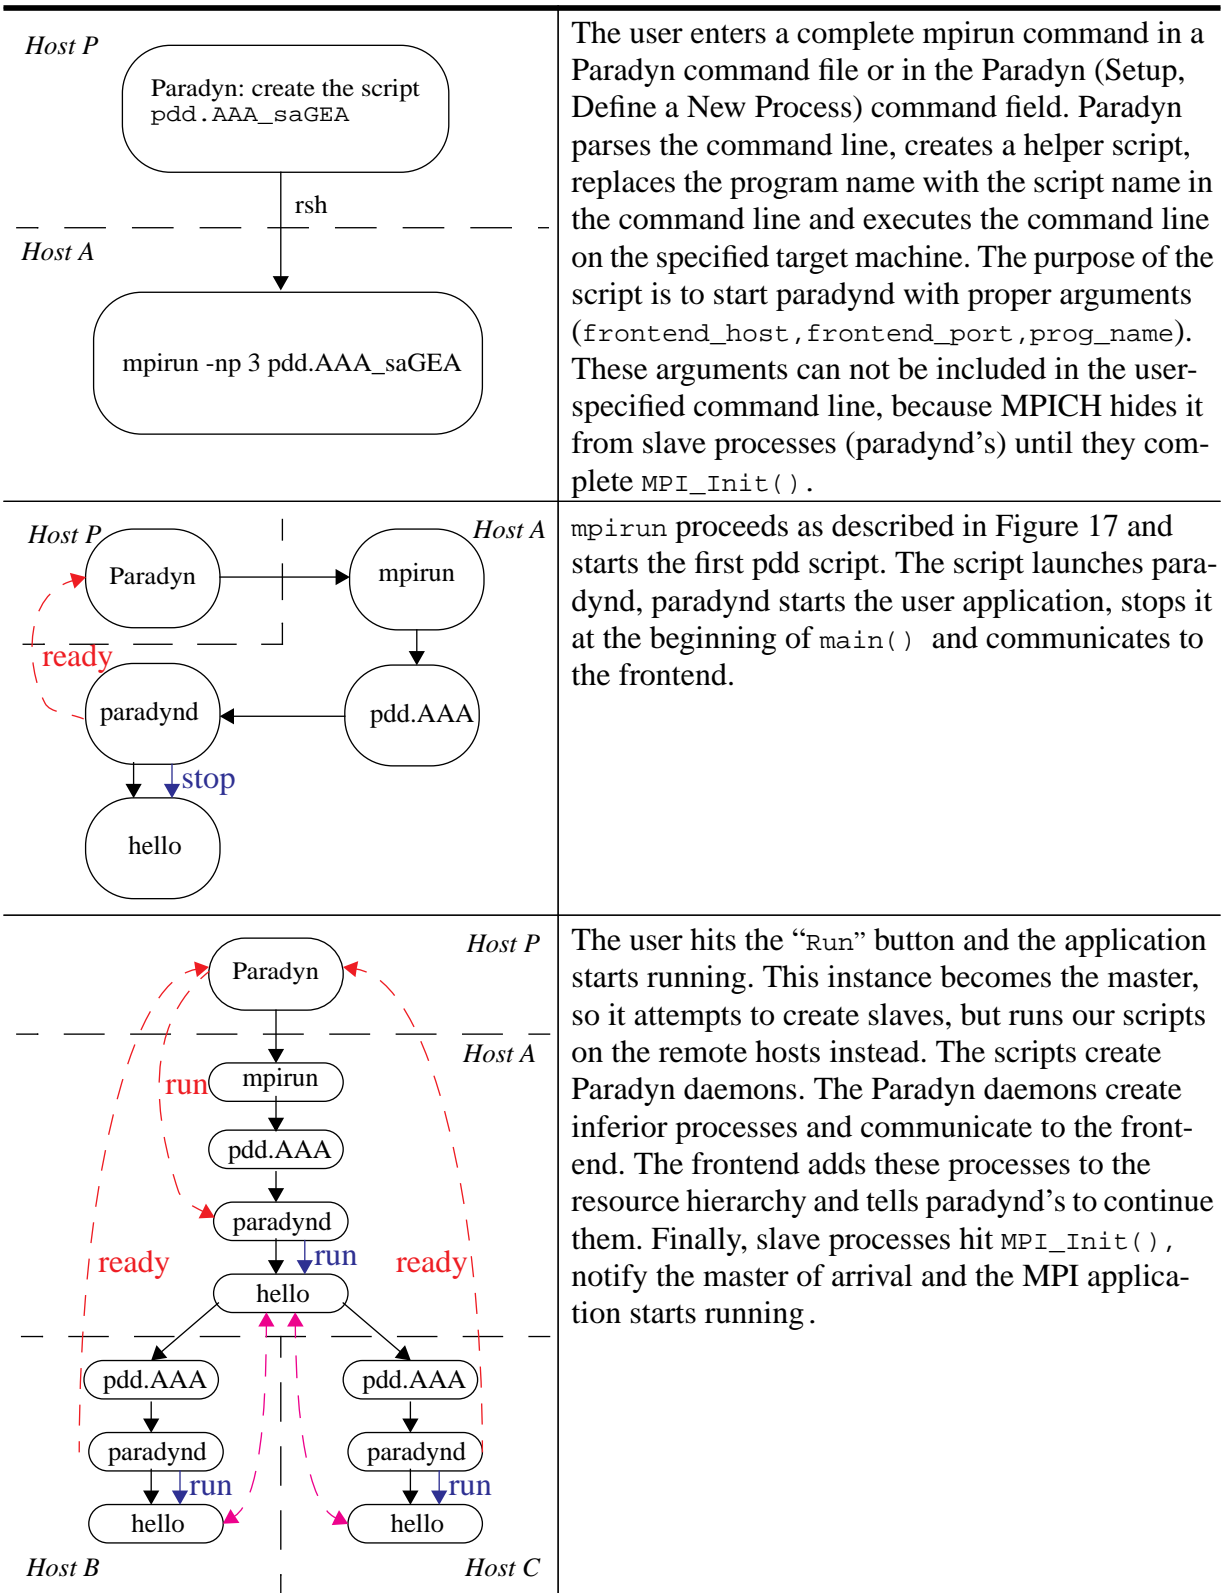 Host P
Paradyn: create the script
pdd.AAA_saGEA
rsh
Host A
mpirun -np 3 pdd.AAA_saGEA
The user enters a complete mpirun command in a
Paradyn command file or in the Paradyn (Setup,
Define a New Process) command field. Paradyn
parses the command line, creates a helper script,
replaces the program name with the script name in
the command line and executes the command line
on the specified target machine. The purpose of the
script is to start paradynd with proper arguments
(frontend_host,frontend_port,prog_name).
These arguments can not be included in the user-
specified command line, because MPICH hides it
from slave processes (paradynd's) until they com-
plete MPI_Init().
Host P
Host A
Paradyn
mpirun
ready
paradynd
pdd.AAA
stop
hello
mpirun proceeds as described in Figure 17 and
starts the first pdd script. The script launches para-
dynd, paradynd starts the user application, stops it
at the beginning of main() and communicates to
the frontend.
Host P
Paradyn
Host A
run
mpirun
pdd.AAA
paradynd
ready
run
ready
hello
pdd.AAA
pdd.AAA
paradynd
paradynd
run
run
hello
hello
Host B
Host C
The user hits the “Run” button and the application
starts running. This instance becomes the master,
so it attempts to create slaves, but runs our scripts
on the remote hosts instead. The scripts create
Paradyn daemons. The Paradyn daemons create
inferior processes and communicate to the front-
end. The frontend adds these processes to the
resource hierarchy and tells paradynd's to continue
them. Finally, slave processes hit MPI_Init(),
notify the master of arrival and the MPI applica-
tion starts running.